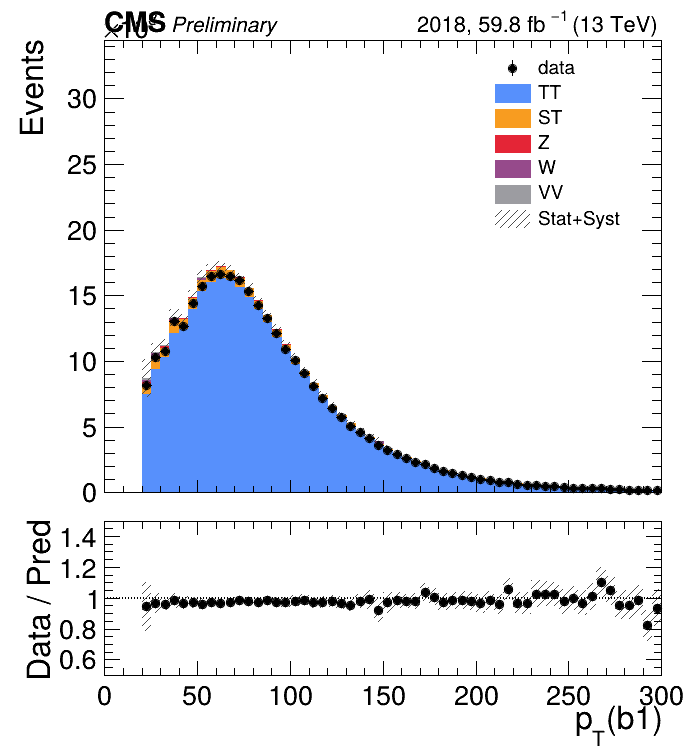 CMS Preliminary 2018, 59.8 fb⁻¹ (13 TeV)
Events
30
25
20
15
10
5
0
data
TT
ST
Z
W
VV
Stat+Syst
Data / Pred
1.4
1.2
1
0.8
0.6
0 50 100 150 200 250 300
p_T(b1)